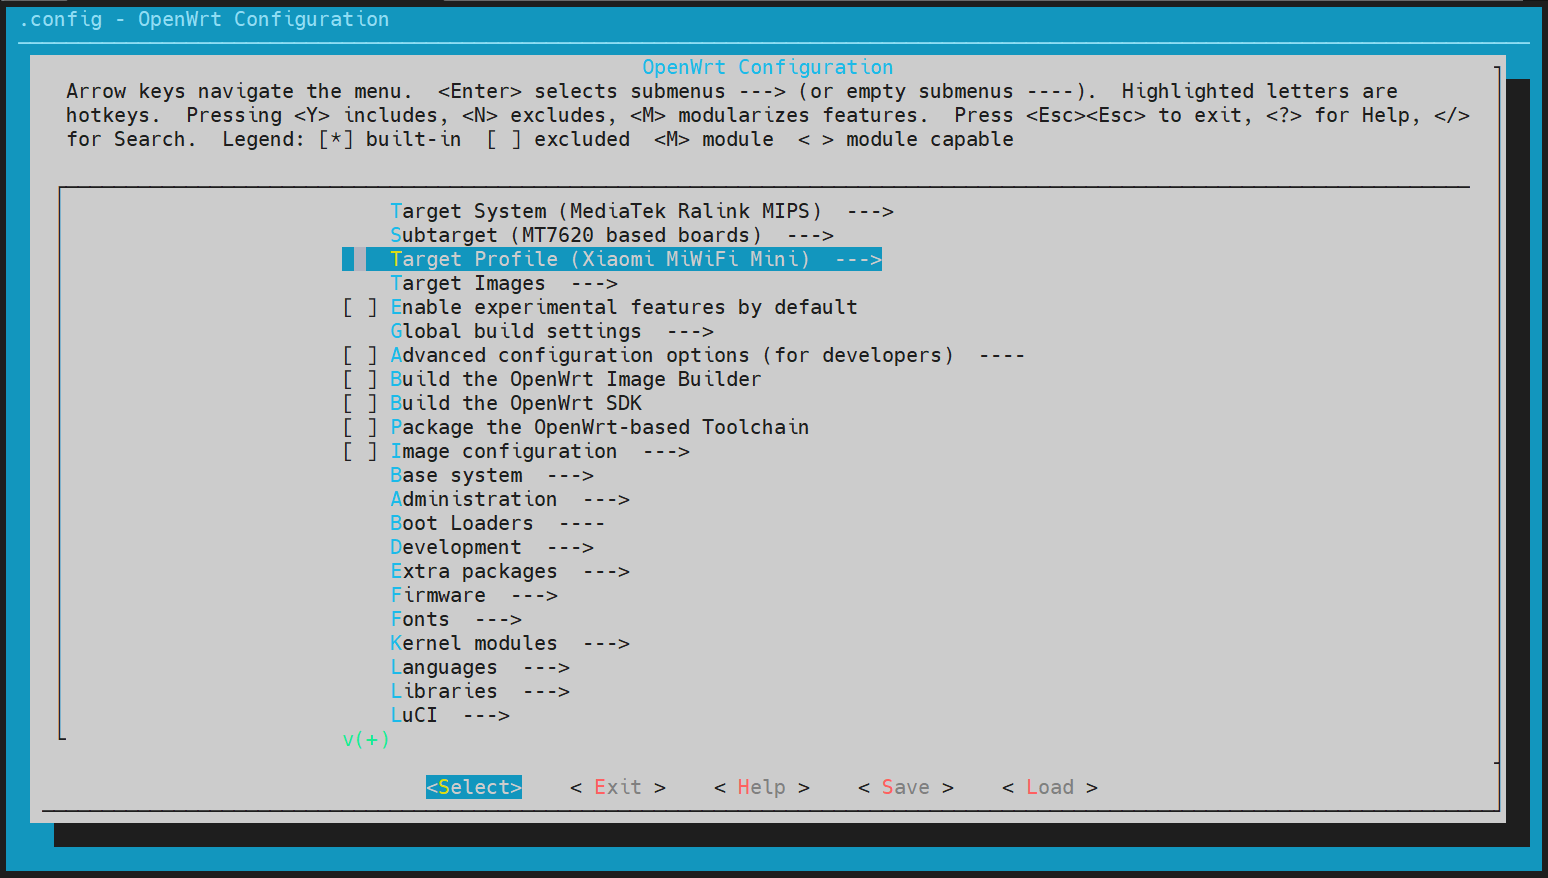 .config - OpenWrt Configuration
OpenWrt Configuration
Arrow keys navigate the menu.  <Enter> selects submenus ---> (or empty submenus ----).  Highlighted letters are
hotkeys.  Pressing <Y> includes, <N> excludes, <M> modularizes features.  Press <Esc><Esc> to exit, <?> for Help, </>
for Search.  Legend: [*] built-in  [ ] excluded  <M> module  < > module capable
Target System (MediaTek Ralink MIPS)  --->
Subtarget (MT7620 based boards)  --->
Target Profile (Xiaomi MiWiFi Mini)  --->
Target Images  --->
[ ] Enable experimental features by default
Global build settings  --->
[ ] Advanced configuration options (for developers)  ----
[ ] Build the OpenWrt Image Builder
[ ] Build the OpenWrt SDK
[ ] Package the OpenWrt-based Toolchain
[ ] Image configuration  --->
Base system  --->
Administration  --->
Boot Loaders  ----
Development  --->
Extra packages  --->
Firmware  --->
Fonts  --->
Kernel modules  --->
Languages  --->
Libraries  --->
LuCI  --->
v(+)
<Select>    < Exit >    < Help >    < Save >    < Load >